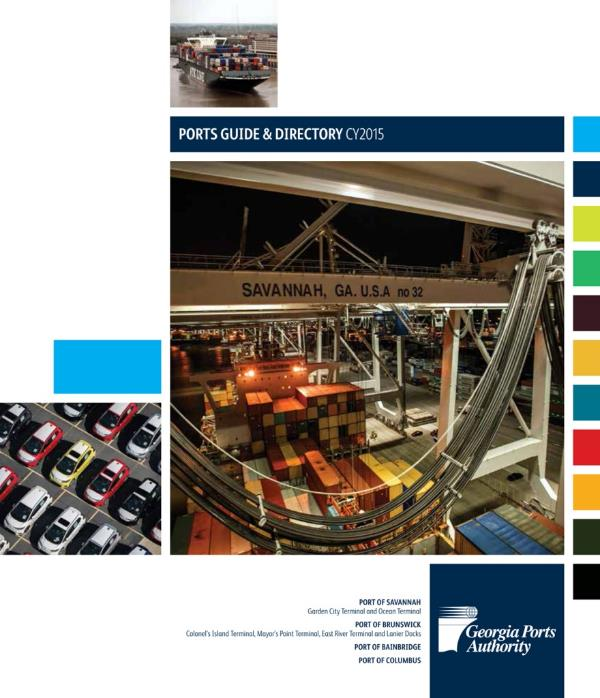 PORTS GUIDE & DIRECTORY CY2015
SAVANNAH, GA. U.S.A no 32
PORT OF SAVANNAH
Garden City Terminal and Ocean Terminal
PORT OF BRUNSWICK
Colonel's Island Terminal, Mayor's Point Terminal, East River Terminal and Lanier Docks
PORT OF BAINBRIDGE
PORT OF COLUMBUS
Georgia Ports
Authority